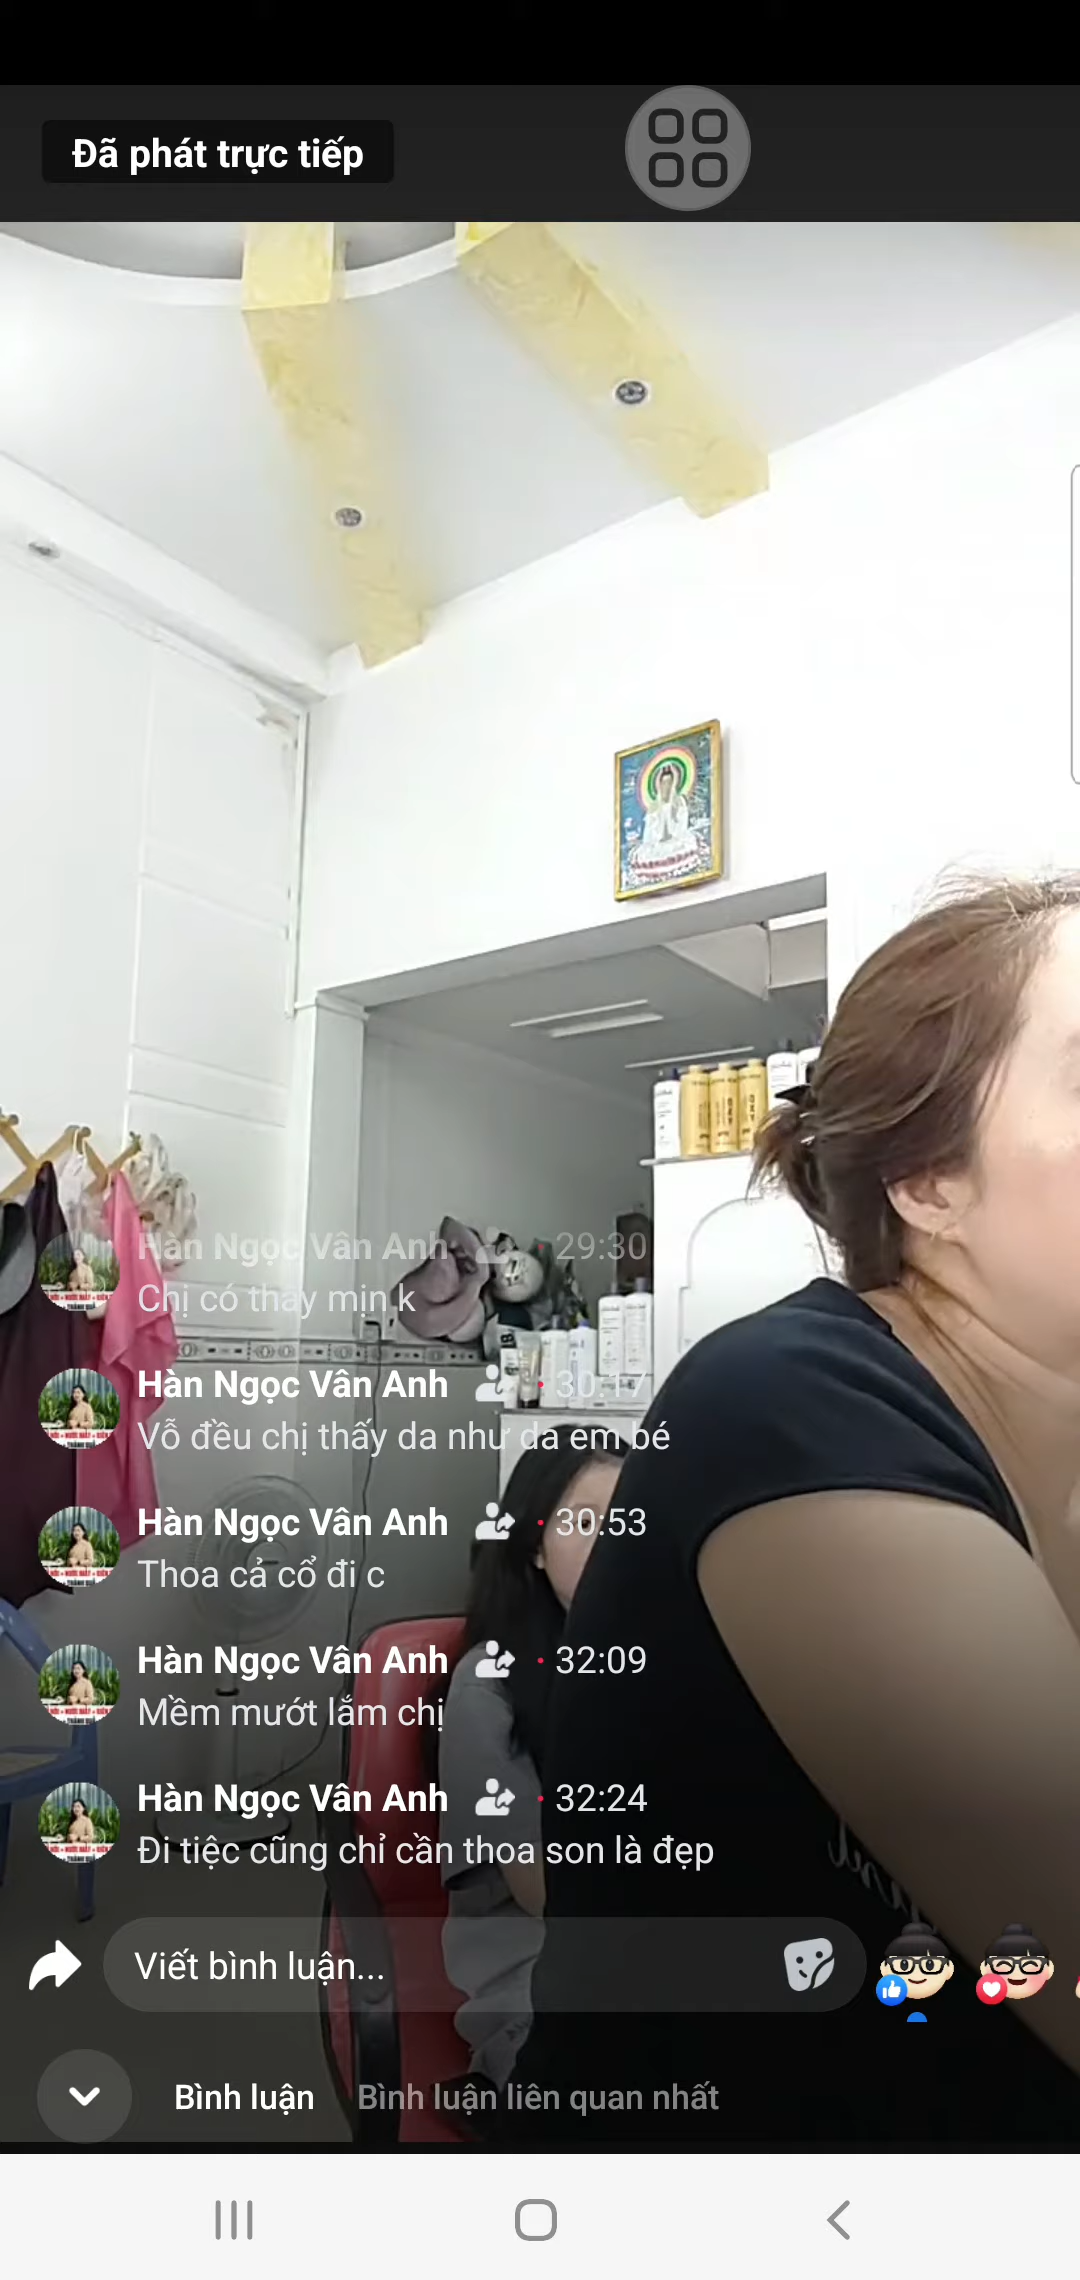 Đã phát trực tiếp
Hàn Ngọc Vân Anh · 29:30
Chị có thấy mịn k
Hàn Ngọc Vân Anh · 30:17
Vỗ đều chị thấy da như da em bé
Hàn Ngọc Vân Anh · 30:53
Thoa cả cổ đi c
Hàn Ngọc Vân Anh · 32:09
Mềm mướt lắm chị
Hàn Ngọc Vân Anh · 32:24
Đi tiệc cũng chỉ cần thoa son là đẹp
Viết bình luận...
Bình luận Bình luận liên quan nhất